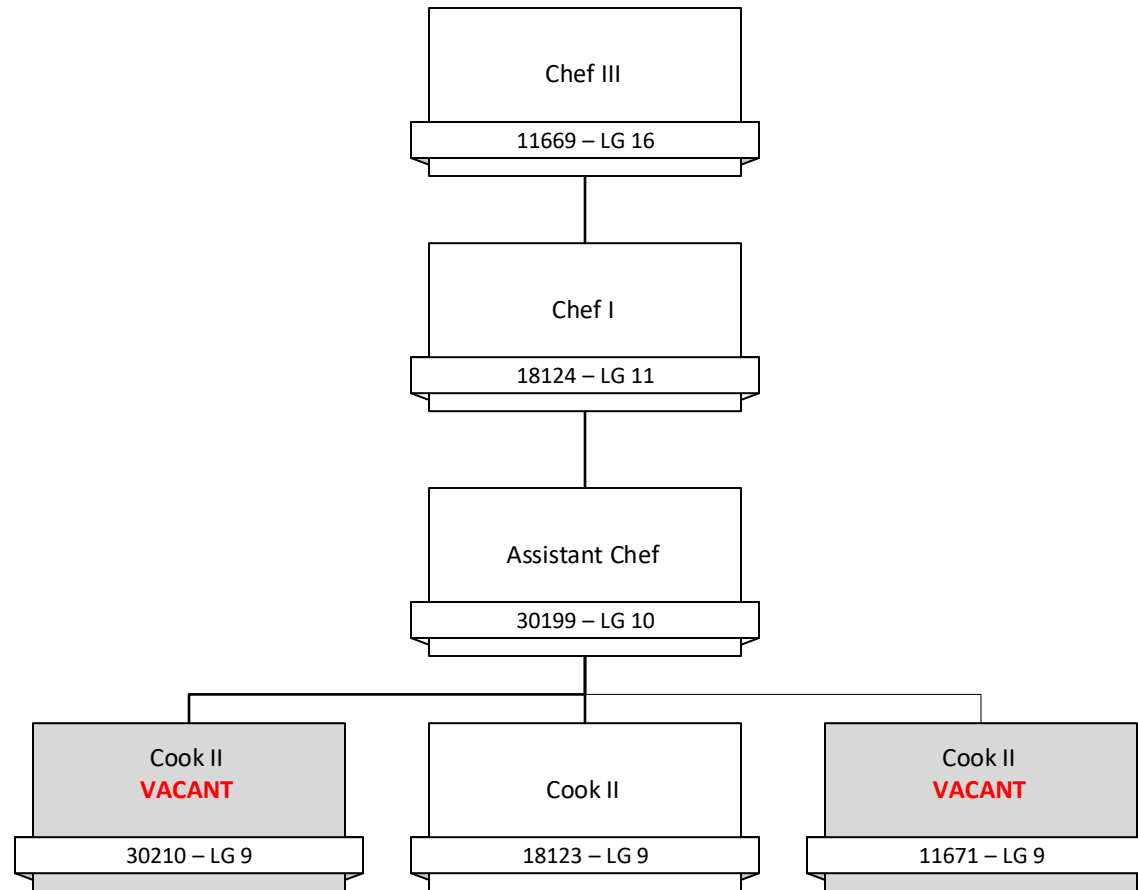 Chef III
11669 – LG 16
Chef I
18124 – LG 11
Assistant Chef
30199 – LG 10
Cook II
VACANT
30210 – LG 9
Cook II
18123 – LG 9
Cook II
VACANT
11671 – LG 9